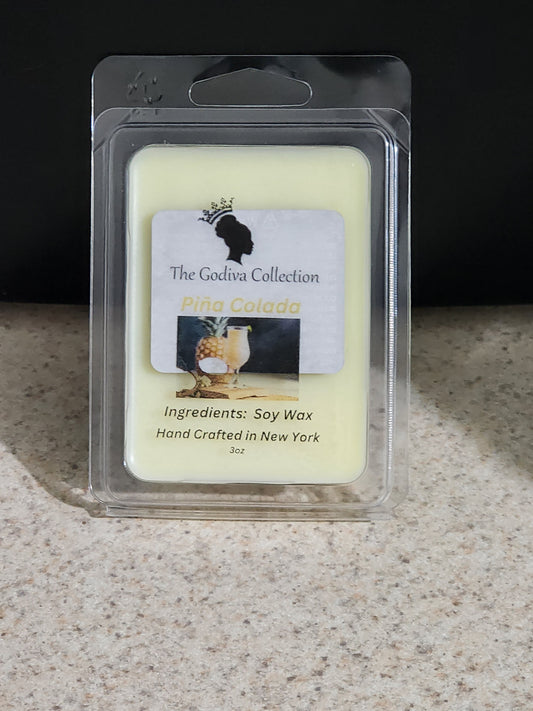 The Godiva Collection
Piña Colada
Ingredients: Soy Wax
Hand Crafted in New York
3oz